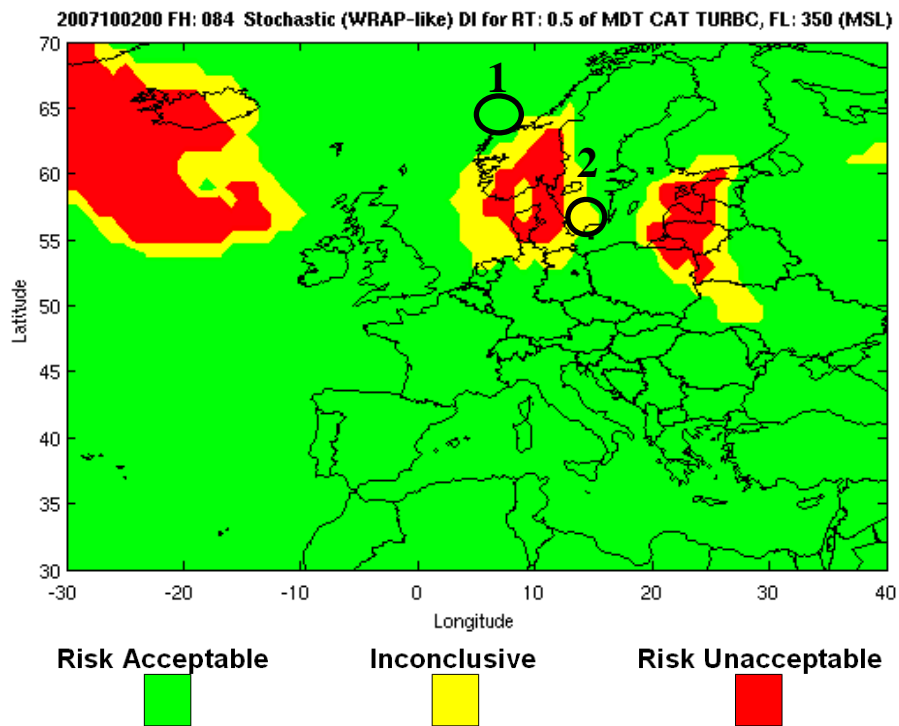 2007100200 FH: 084 Stochastic (WRAP-like) DI for RT: 0.5 of MDT CAT TURBC, FL: 350 (MSL)
70
65
60
55
50
45
40
35
30
Latitude
1
2
-30 -20 -10 0 10 20 30 40
Longitude
Risk Acceptable Inconclusive Risk Unacceptable